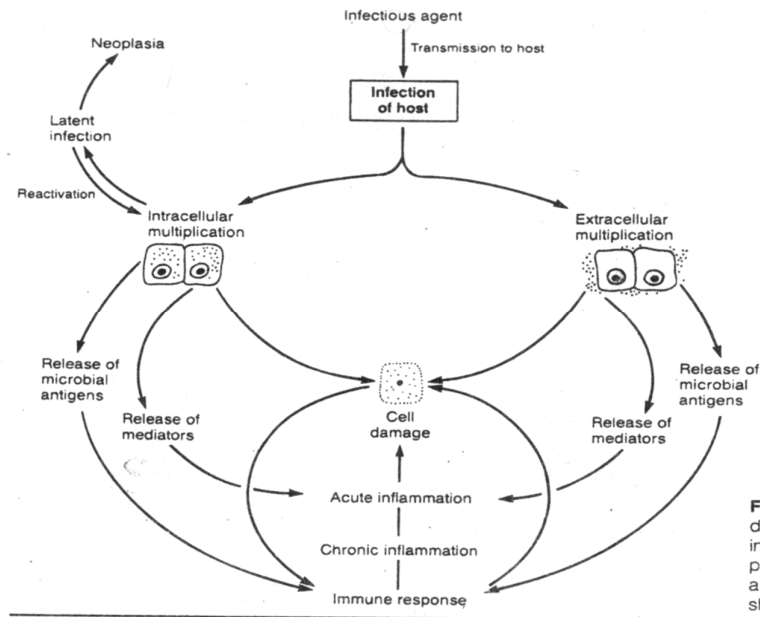 Infectious agent
Transmission to host
Infection
of host
Neoplasia
Latent
infection
Reactivation
Intracellular
multiplication
Extracellular
multiplication
Release of
microbial
antigens
Release of
mediators
Cell
damage
Release of
mediators
Release of
microbial
antigens
Acute inflammation
Chronic inflammation
Immune response
F
d
in
p
a
sl